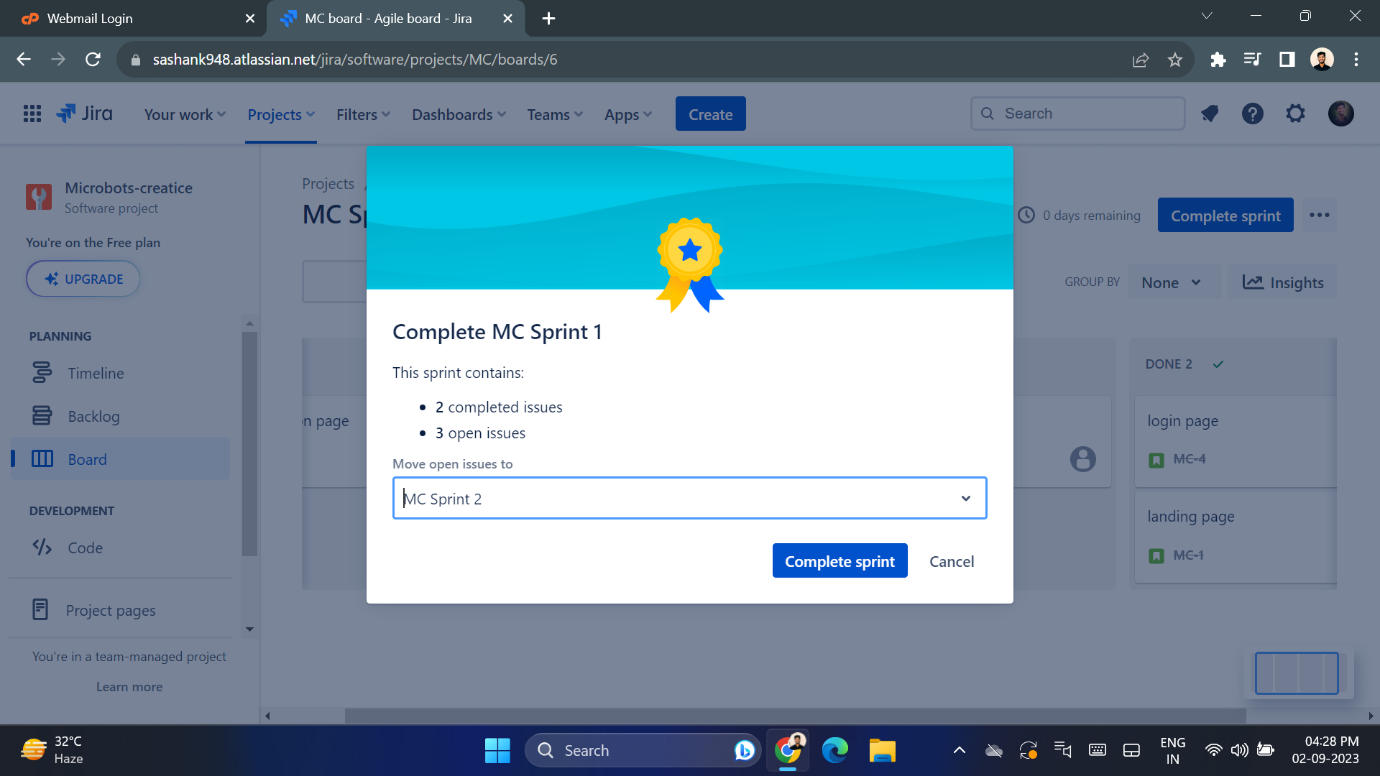 Webmail Login
MC board - Agile board - Jira
sashank948.atlassian.net/jira/software/projects/MC/boards/6
Jira
Your work
Projects
Filters
Dashboards
Teams
Apps
Create
Search
Microbots-creatice
Software project
You're on the Free plan
UPGRADE
PLANNING
Timeline
Backlog
Board
DEVELOPMENT
Code
Project pages
You're in a team-managed project
Learn more
Projects
MC Sp
0 days remaining
Complete sprint
GROUP BY
None
Insights
n page
DONE 2
login page
MC-4
landing page
MC-1
Complete MC Sprint 1
This sprint contains:
• 2 completed issues
• 3 open issues
Move open issues to
MC Sprint 2
Complete sprint
Cancel
32°C
Haze
Search
ENG
IN
04:28 PM
02-09-2023